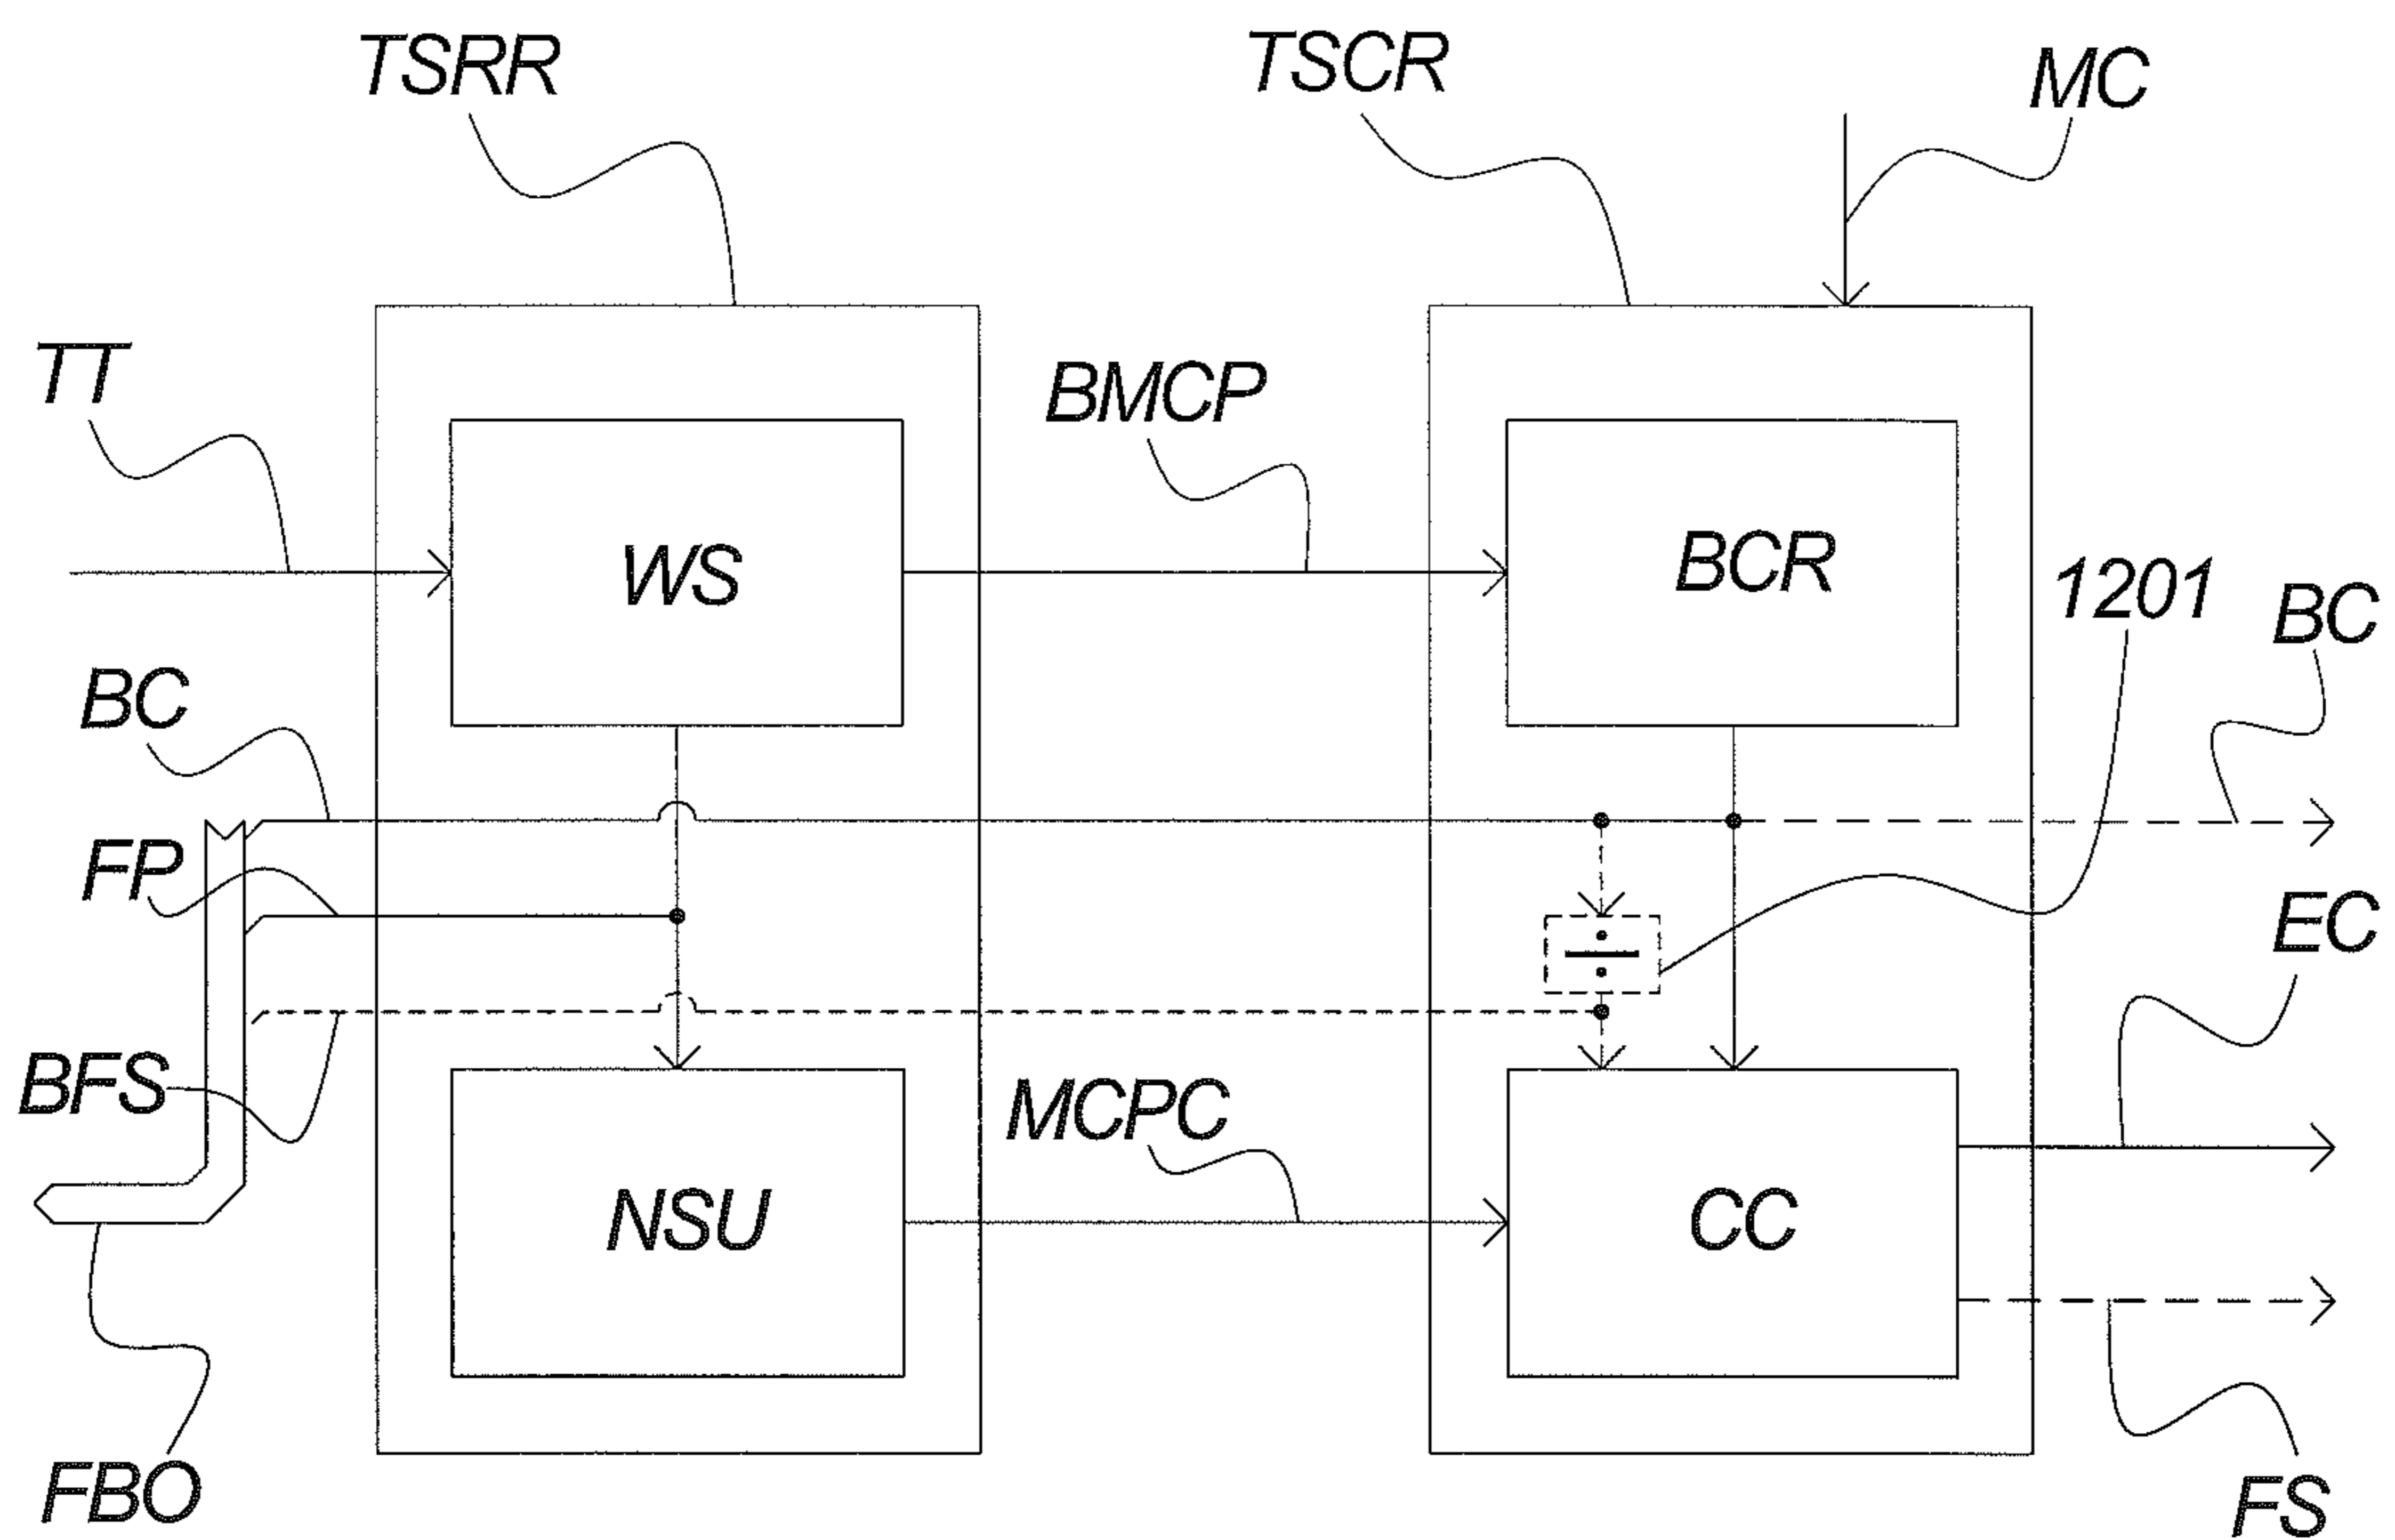 TSRR
TSCR
MC
TT
BMCP
WS
BCR
1201
BC
BC
FP
EC
BFS
MCPC
NSU
CC
FBO
FS